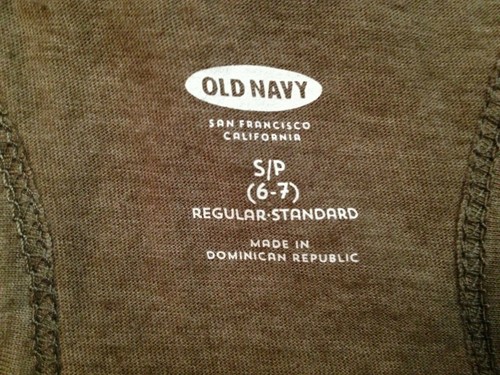 OLD NAVY
SAN FRANCISCO
CALIFORNIA
S/P
(6-7)
REGULAR·STANDARD
MADE IN
DOMINICAN REPUBLIC